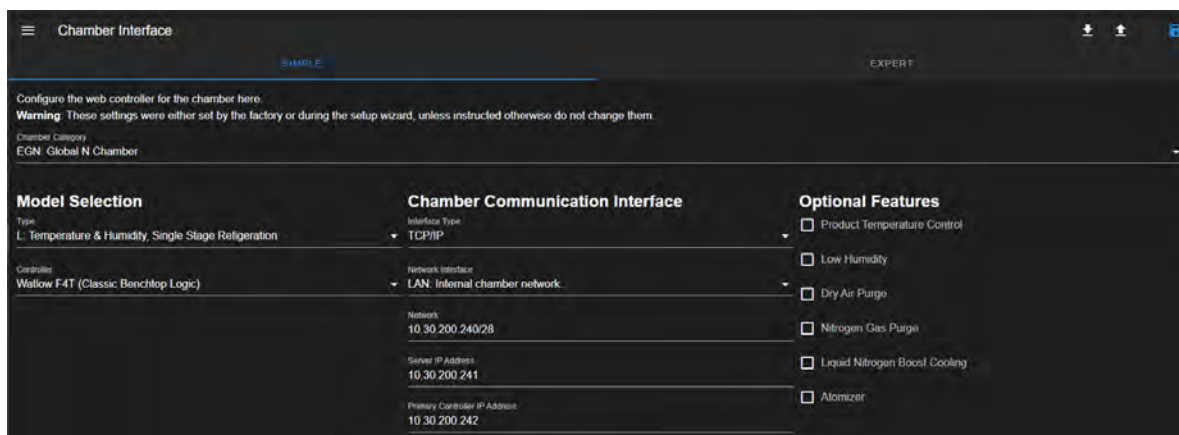 Chamber Interface
SIMPLE
EXPERT
Configure the web controller for the chamber here.
Warning: These settings were either set by the factory or during the setup wizard, unless instructed otherwise do not change them.
Chamber Category
EGN: Global N Chamber
Model Selection
Type
L: Temperature & Humidity, Single Stage Refigeration
Controller
Watlow F4T (Classic Benchtop Logic)
Chamber Communication Interface
Interface Type
TCP/IP
Network Interface
LAN: Internal chamber network.
Network
10.30.200.240/28
Server IP Address
10.30.200.241
Primary Controller IP Address
10.30.200.242
Optional Features
Product Temperature Control
Low Humidity
Dry Air Purge
Nitrogen Gas Purge
Liquid Nitrogen Boost Cooling
Atomizer